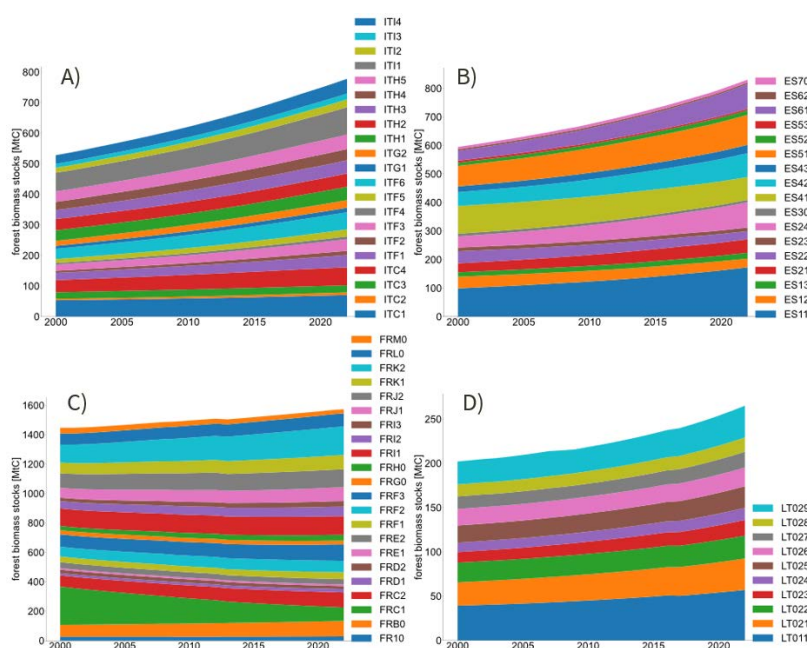 A)
forest biomass stocks [MtC]
800
700
600
500
400
300
200
100
0
2000
2005
2010
2015
2020
ITI4
ITI3
ITI2
ITI1
ITH5
ITH4
ITH3
ITH2
ITH1
ITG2
ITG1
ITF6
ITF5
ITF4
ITF3
ITF2
ITF1
ITC4
ITC3
ITC2
ITC1
B)
forest biomass stocks [MtC]
800
700
600
500
400
300
200
100
0
2000
2005
2010
2015
2020
ES70
ES62
ES61
ES53
ES52
ES51
ES43
ES42
ES41
ES30
ES24
ES23
ES22
ES21
ES13
ES12
ES11
C)
forest biomass stocks [MtC]
1600
1400
1200
1000
800
600
400
200
0
2000
2005
2010
2015
2020
FRM0
FRL0
FRK2
FRK1
FRJ2
FRJ1
FRI3
FRI2
FRI1
FRH0
FRG0
FRF3
FRF2
FRF1
FRE2
FRE1
FRD2
FRD1
FRC2
FRC1
FRB0
FR10
D)
forest biomass stocks [MtC]
250
200
150
100
50
0
2000
2005
2010
2015
2020
LT029
LT028
LT027
LT026
LT025
LT024
LT023
LT022
LT021
LT011